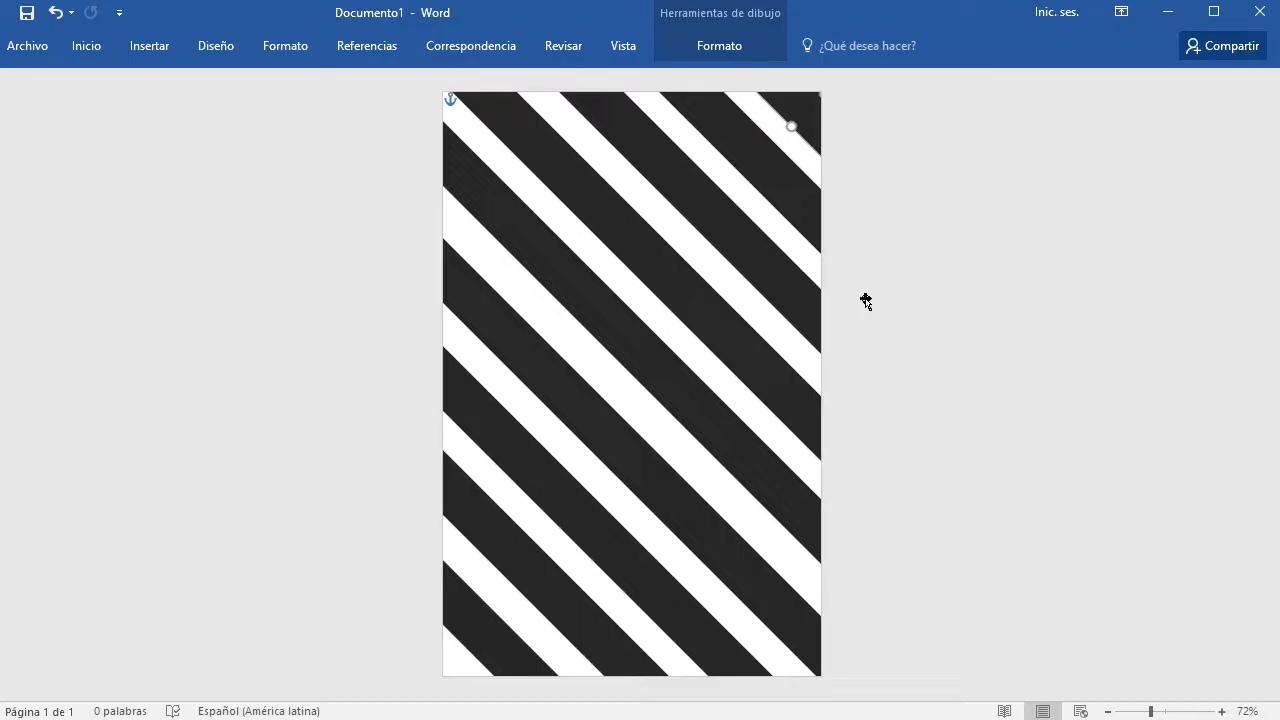 Documento1 - Word
Herramientas de dibujo
Inic. ses.
Archivo Inicio Insertar Diseño Formato Referencias Correspondencia Revisar Vista Formato ¿Qué desea hacer? Compartir
Página 1 de 1 0 palabras Español (América latina) 72%